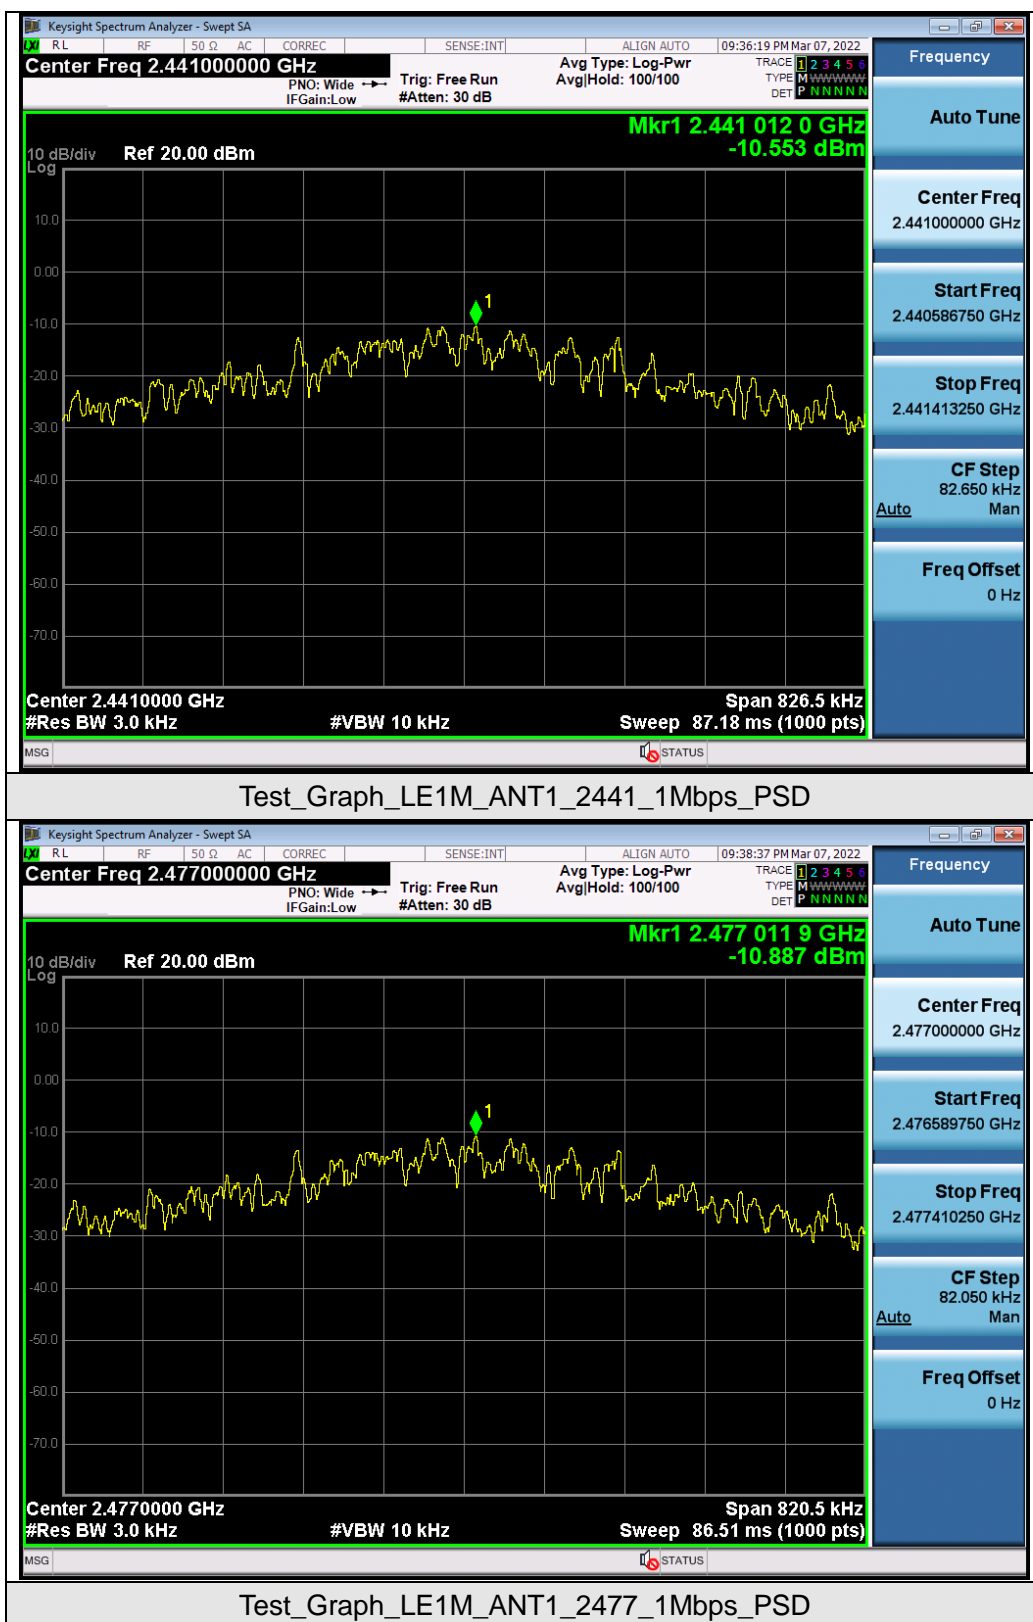 Keysight Spectrum Analyzer - Swept SA
LXI RL RF 50 Ω AC CORREC SENSE:INT ALIGN AUTO 09:36:19 PM Mar 07, 2022
Center Freq 2.441000000 GHz
PNO: Wide
IFGain:Low
Trig: Free Run
#Atten: 30 dB
Avg Type: Log-Pwr
Avg|Hold: 100/100
TRACE 1 2 3 4 5 6
TYPE M WWWWW
DET P N N N N N
Frequency
Auto Tune
Mkr1 2.441 012 0 GHz
-10.553 dBm
10 dB/div Ref 20.00 dBm
Log
10.0
0.00
-10.0
-20.0
-30.0
-40.0
-50.0
-60.0
-70.0
1
Center Freq
2.441000000 GHz
Start Freq
2.440586750 GHz
Stop Freq
2.441413250 GHz
CF Step
82.650 kHz
Auto Man
Freq Offset
0 Hz
Center 2.4410000 GHz Span 826.5 kHz
#Res BW 3.0 kHz #VBW 10 kHz Sweep 87.18 ms (1000 pts)
MSG STATUS
Test_Graph_LE1M_ANT1_2441_1Mbps_PSD
Keysight Spectrum Analyzer - Swept SA
LXI RL RF 50 Ω AC CORREC SENSE:INT ALIGN AUTO 09:38:37 PM Mar 07, 2022
Center Freq 2.477000000 GHz
PNO: Wide
IFGain:Low
Trig: Free Run
#Atten: 30 dB
Avg Type: Log-Pwr
Avg|Hold: 100/100
TRACE 1 2 3 4 5 6
TYPE M WWWWW
DET P N N N N N
Frequency
Auto Tune
Mkr1 2.477 011 9 GHz
-10.887 dBm
10 dB/div Ref 20.00 dBm
Log
10.0
0.00
-10.0
-20.0
-30.0
-40.0
-50.0
-60.0
-70.0
1
Center Freq
2.477000000 GHz
Start Freq
2.476589750 GHz
Stop Freq
2.477410250 GHz
CF Step
82.050 kHz
Auto Man
Freq Offset
0 Hz
Center 2.4770000 GHz Span 820.5 kHz
#Res BW 3.0 kHz #VBW 10 kHz Sweep 86.51 ms (1000 pts)
MSG STATUS
Test_Graph_LE1M_ANT1_2477_1Mbps_PSD